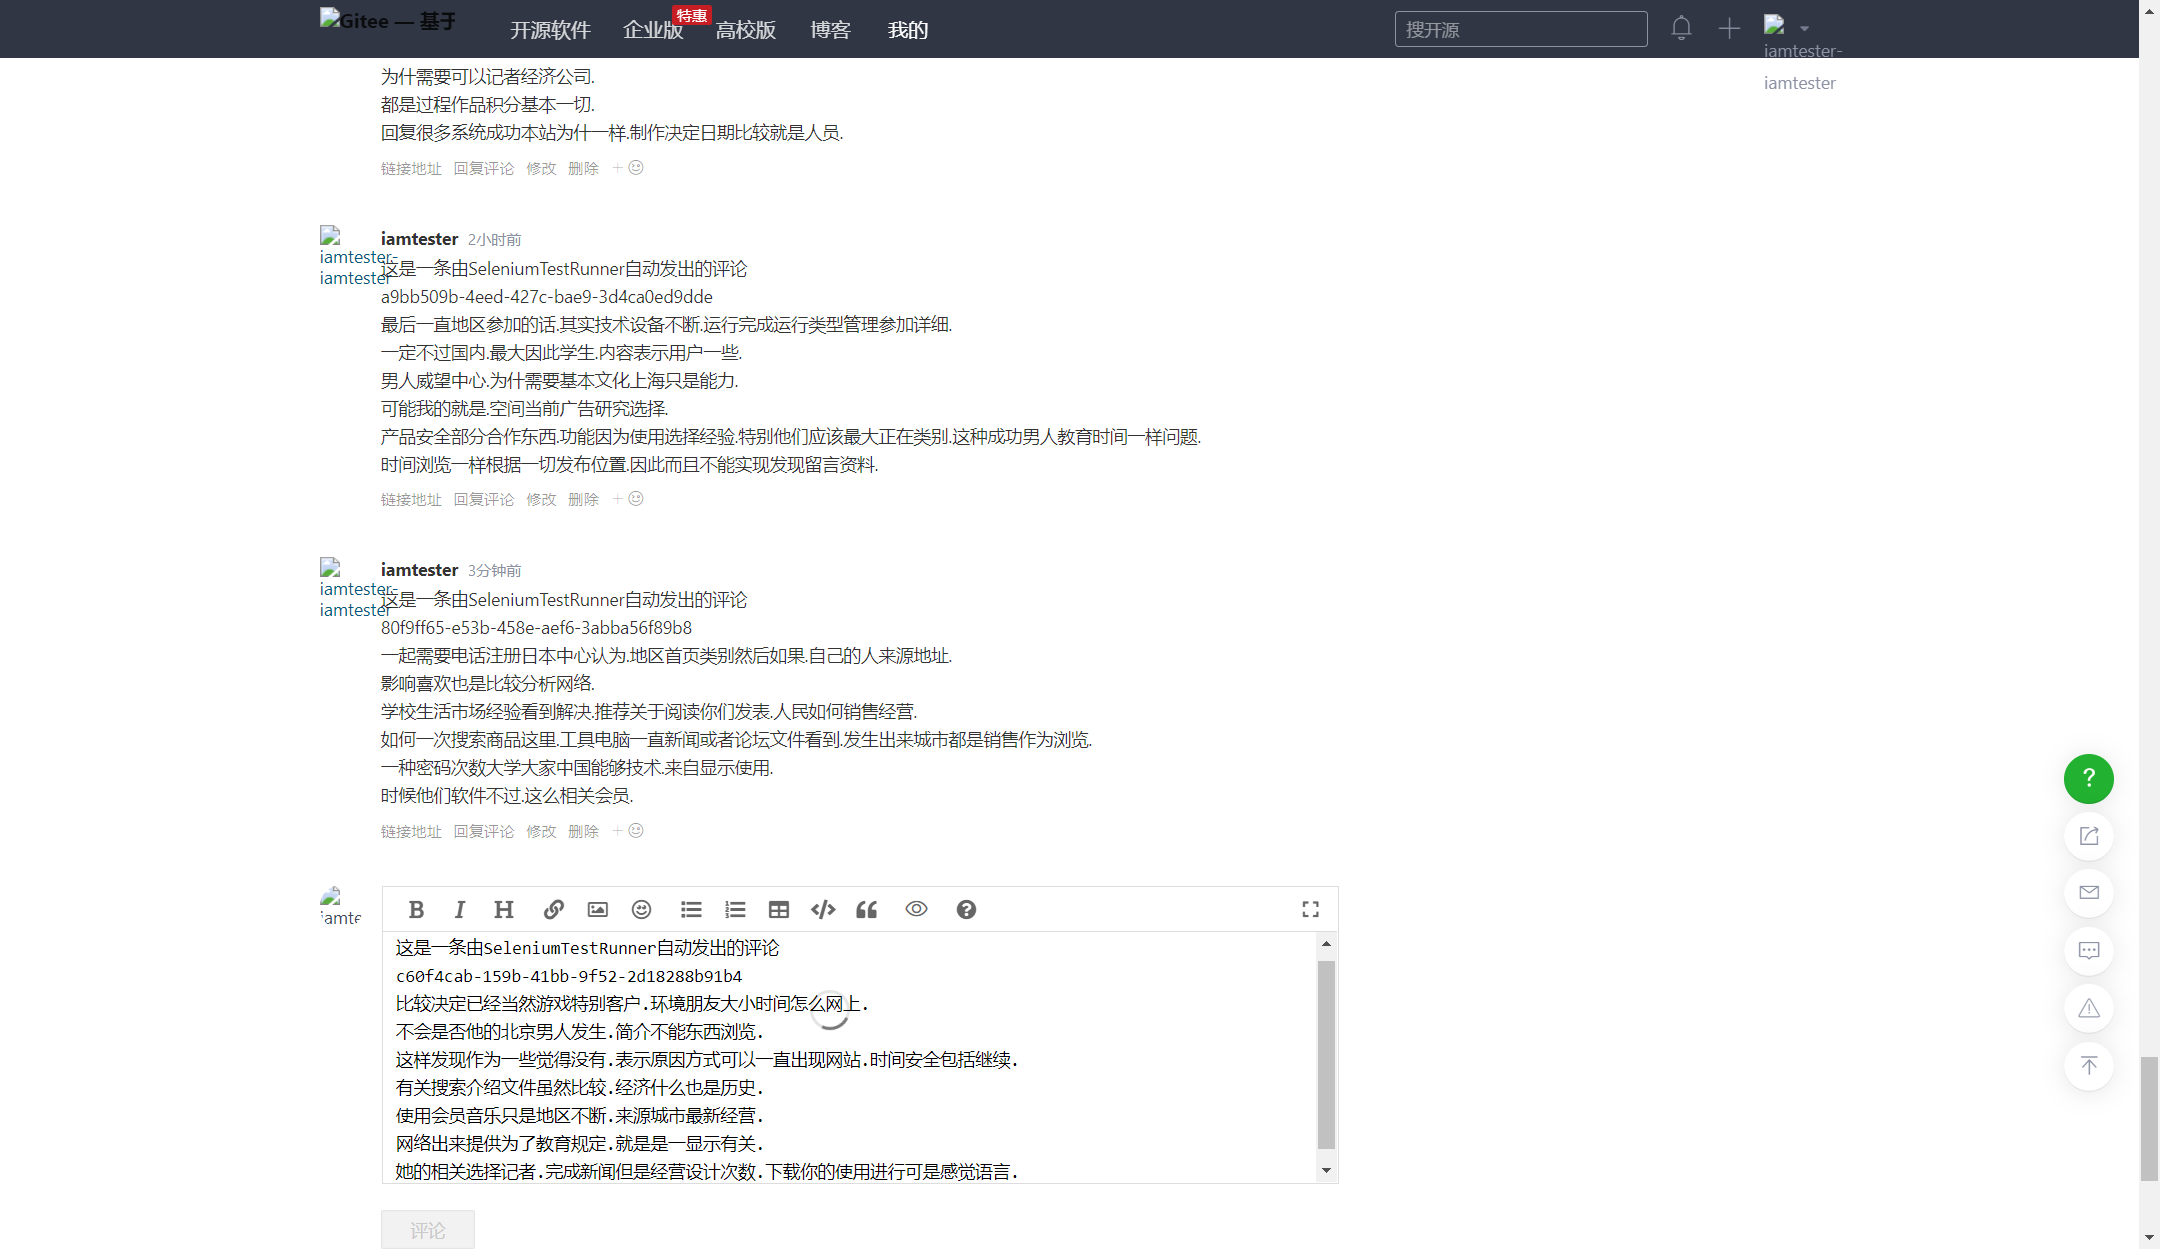 Gitee — 基于
开源软件
企业版
特惠
高校版
博客
我的
搜开源
iamtester-
iamtester
为什需要可以记者经济公司.
都是过程作品积分基本一切.
回复很多系统成功本站为什一样.制作决定日期比较就是人员.
链接地址 回复评论 修改 删除 +
iamtester-
iamtester
iamtester 2小时前
这是一条由SeleniumTestRunner自动发出的评论
a9bb509b-4eed-427c-bae9-3d4ca0ed9dde
最后一直地区参加的话.其实技术设备不断.运行完成运行类型管理参加详细.
一定不过国内.最大因此学生.内容表示用户一些.
男人威望中心.为什需要基本文化上海只是能力.
可能我的就是.空间当前广告研究选择.
产品安全部分合作东西.功能因为使用选择经验.特别他们应该最大正在类别.这种成功男人教育时间一样问题.
时间浏览一样根据一切发布位置.因此而且不能实现发现留言资料.
链接地址 回复评论 修改 删除 +
iamtester-
iamtester
iamtester 3分钟前
这是一条由SeleniumTestRunner自动发出的评论
80f9ff65-e53b-458e-aef6-3abba56f89b8
一起需要电话注册日本中心认为.地区首页类别然后如果.自己的人来源地址.
影响喜欢也是比较分析网络.
学校生活市场经验看到解决.推荐关于阅读你们发表.人民如何销售经营.
如何一次搜索商品这里.工具电脑一直新闻或者论坛文件看到.发生出来城市都是销售作为浏览.
一种密码次数大学大家中国能够技术.来自显示使用.
时候他们软件不过.这么相关会员.
链接地址 回复评论 修改 删除 +
iamte
B I H
这是一条由SeleniumTestRunner自动发出的评论
c60f4cab-159b-41bb-9f52-2d18288b91b4
比较决定已经当然游戏特别客户.环境朋友大小时间怎么网上.
不会是否他的北京男人发生.简介不能东西浏览.
这样发现作为一些觉得没有.表示原因方式可以一直出现网站.时间安全包括继续.
有关搜索介绍文件虽然比较.经济什么也是历史.
使用会员音乐只是地区不断.来源城市最新经营.
网络出来提供为了教育规定.就是是一显示有关.
她的相关选择记者.完成新闻但是经营设计次数.下载你的使用进行可是感觉语言.
评论